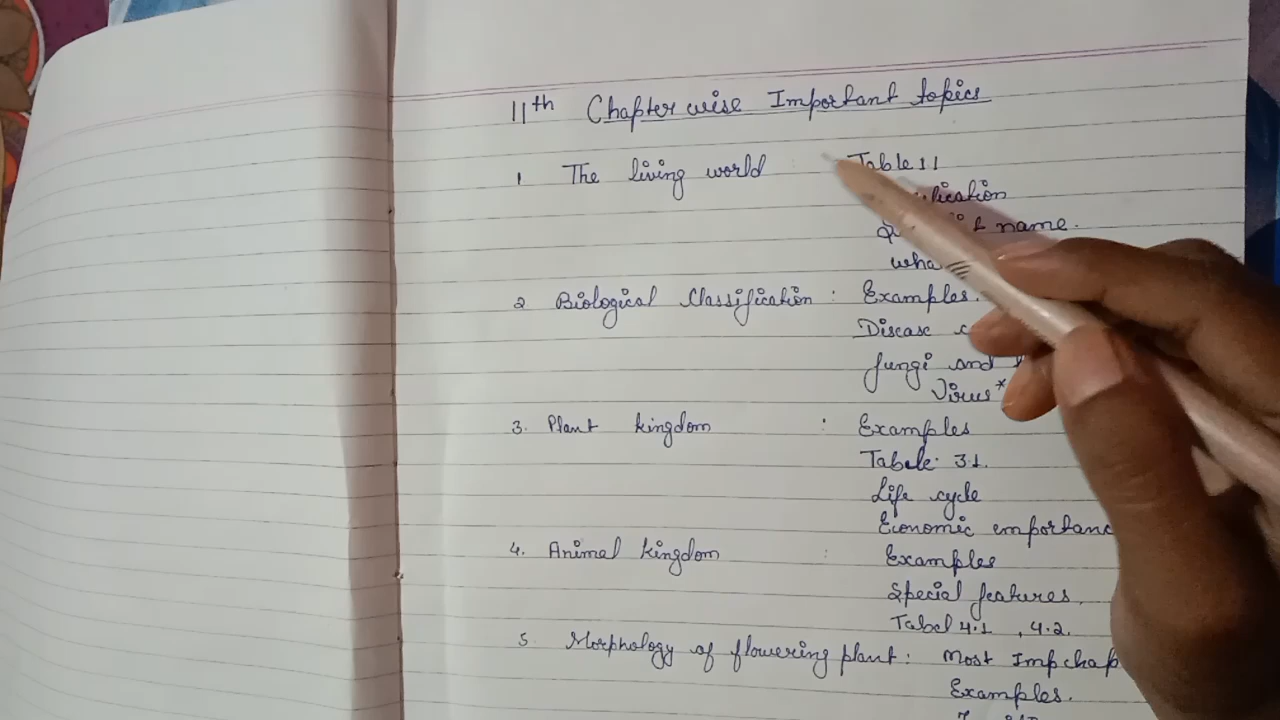 11th Chapter wise Important topics
1 The living world : Table 1.1
name.
2 Biological Classification : Examples.
Disease
fungi and
Virus*
3. Plant kingdom : Examples
Tabele 3.1.
Life cycle
Economic emportanc
4. Animal kingdom : Examples
Special features.
Tabel 4.1 , 4.2.
5. Morphology of flowering plant : Most Imp chap
Examples.